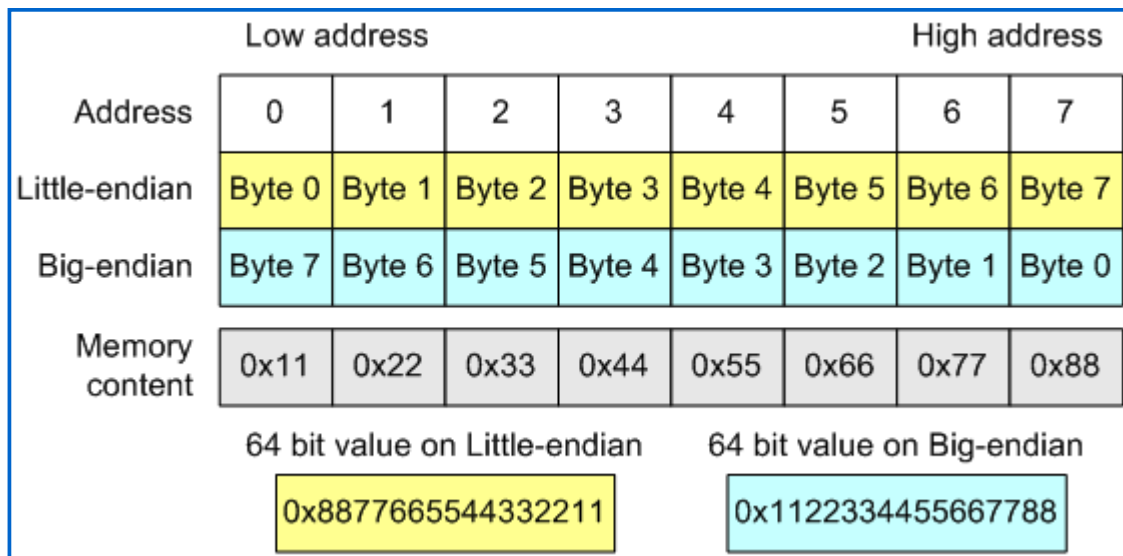 Low address High address
Address 0 1 2 3 4 5 6 7
Little-endian Byte 0 Byte 1 Byte 2 Byte 3 Byte 4 Byte 5 Byte 6 Byte 7
Big-endian Byte 7 Byte 6 Byte 5 Byte 4 Byte 3 Byte 2 Byte 1 Byte 0
Memory
content 0x11 0x22 0x33 0x44 0x55 0x66 0x77 0x88
64 bit value on Little-endian 64 bit value on Big-endian
0x8877665544332211 0x1122334455667788